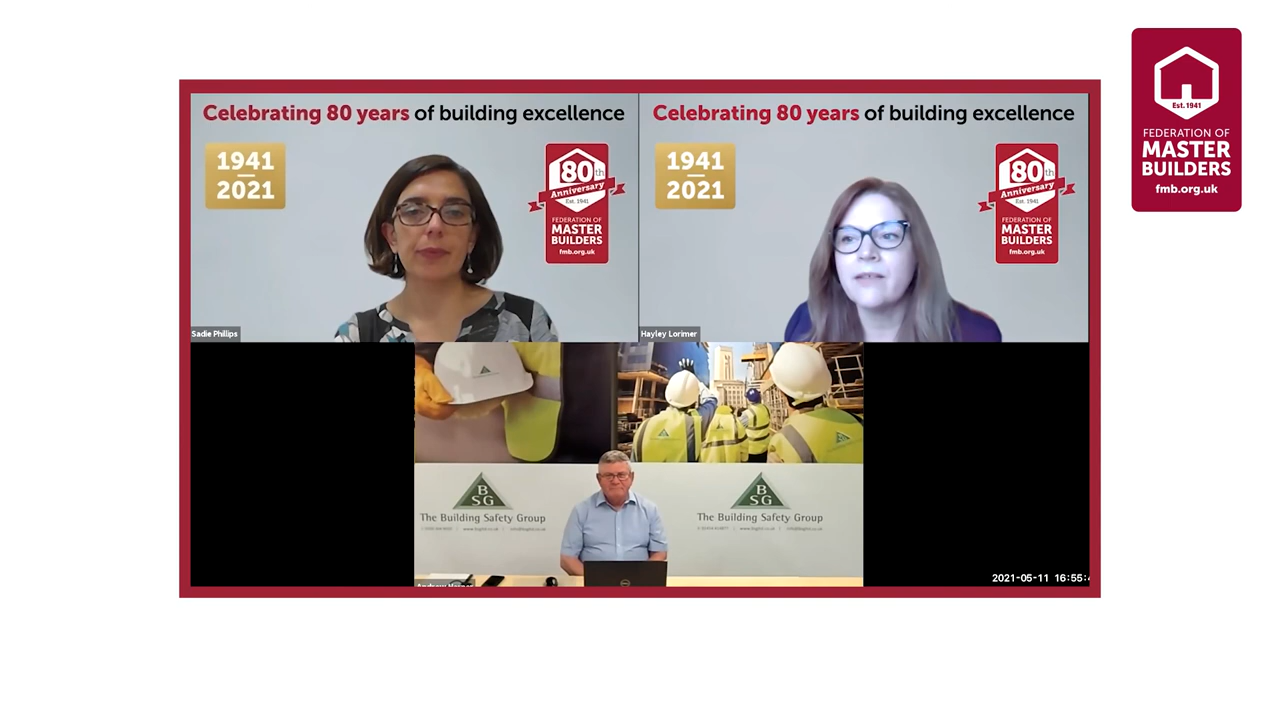 Celebrating 80 years of building excellence
1941
2021
80th
Anniversary
Est. 1941
FEDERATION OF
MASTER
BUILDERS
fmb.org.uk
Sadie Phillips
Celebrating 80 years of building excellence
1941
2021
80th
Anniversary
Est. 1941
FEDERATION OF
MASTER
BUILDERS
fmb.org.uk
Hayley Lorimer
Est. 1941
FEDERATION OF
MASTER
BUILDERS
fmb.org.uk
B
SG
The Building Safety Group
B
SG
The Building Safety Group
2021-05-11 16:55: